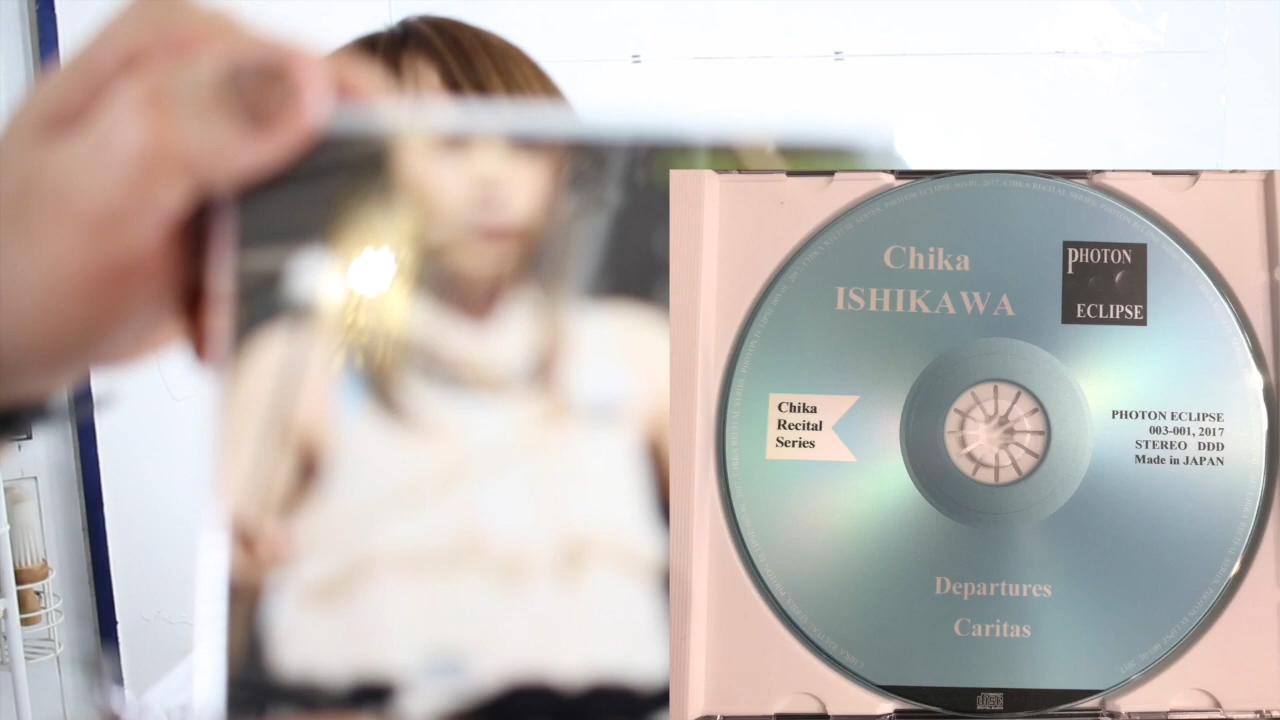 Chika
ISHIKAWA
PHOTON
ECLIPSE
Chika
Recital
Series
PHOTON ECLIPSE
003-001, 2017
STEREO DDD
Made in JAPAN
Departures
Caritas